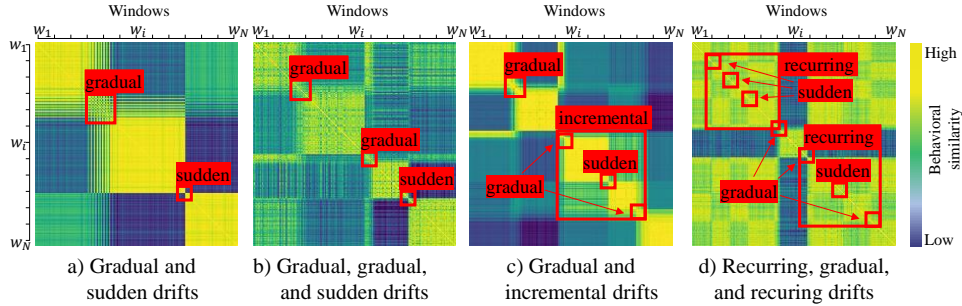 Windows
Windows
Windows
Windows
w1 wi wN
w1 wi wN
w1 wi wN
w1 wi wN
w1
wi
wN
gradual
sudden
gradual
gradual
sudden
gradual
incremental
sudden
gradual
recurring
sudden
recurring
gradual
sudden
High
Behavioral
similarity
Low
a) Gradual and
sudden drifts
b) Gradual, gradual,
and sudden drifts
c) Gradual and
incremental drifts
d) Recurring, gradual,
and recuring drifts